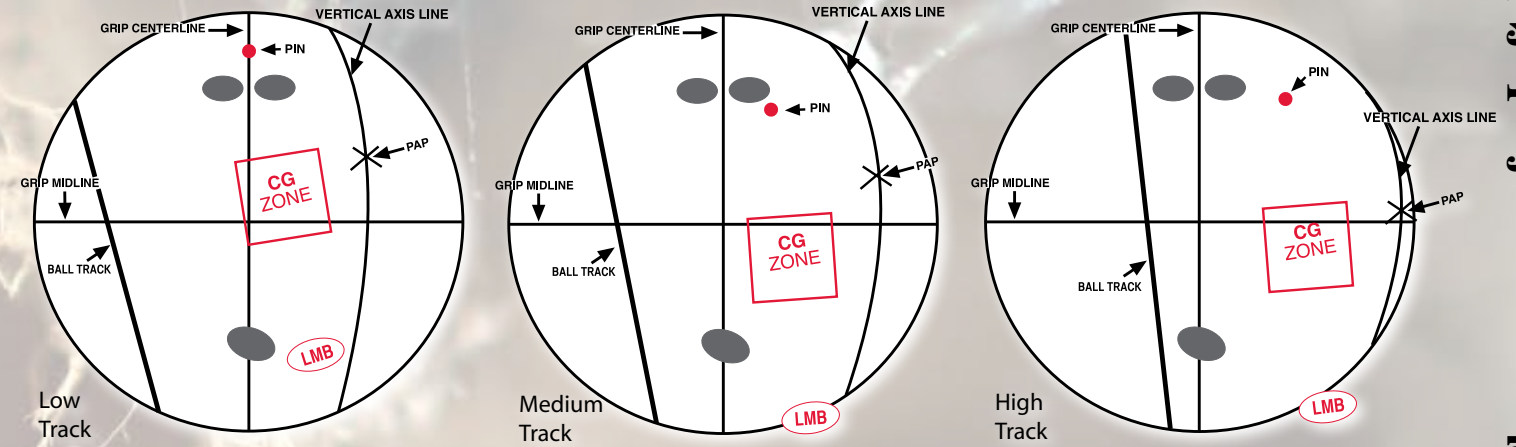 GRIP CENTERLINE
VERTICAL AXIS LINE
PIN
PAP
CG
ZONE
GRIP MIDLINE
BALL TRACK
LMB
Low
Track
GRIP CENTERLINE
VERTICAL AXIS LINE
PIN
PAP
GRIP MIDLINE
CG
ZONE
BALL TRACK
LMB
Medium
Track
GRIP CENTERLINE
PIN
VERTICAL AXIS LINE
GRIP MIDLINE
PAP
CG
ZONE
BALL TRACK
LMB
High
Track